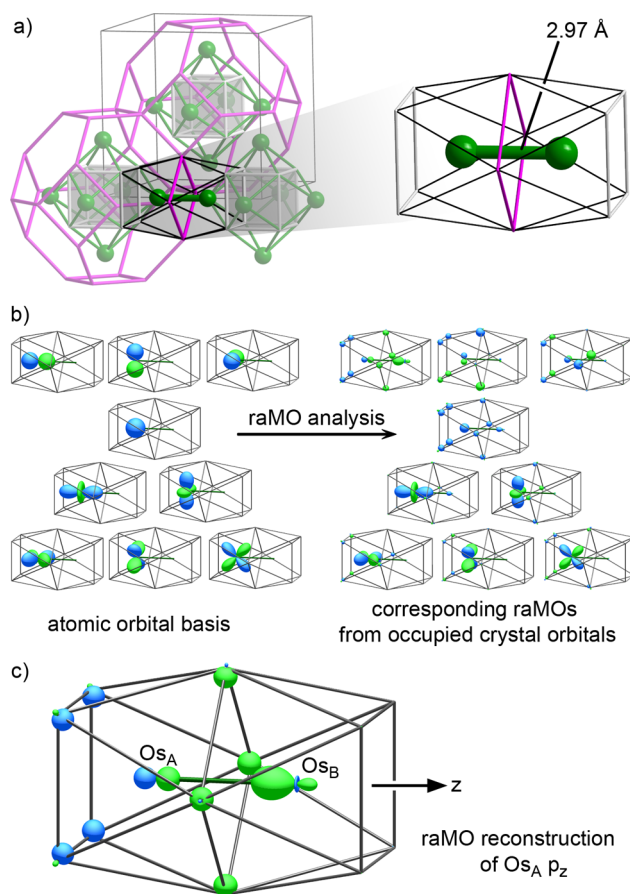 a)
2.97 Å
b)
raMO analysis
atomic orbital basis
corresponding raMOs
from occupied crystal orbitals
c)
OsA
OsB
z
raMO reconstruction
of OsA pz